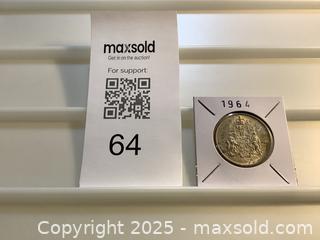 maxsold
Get in on the auction!
For support:
64
1964
Copyright 2025 - maxsold.com